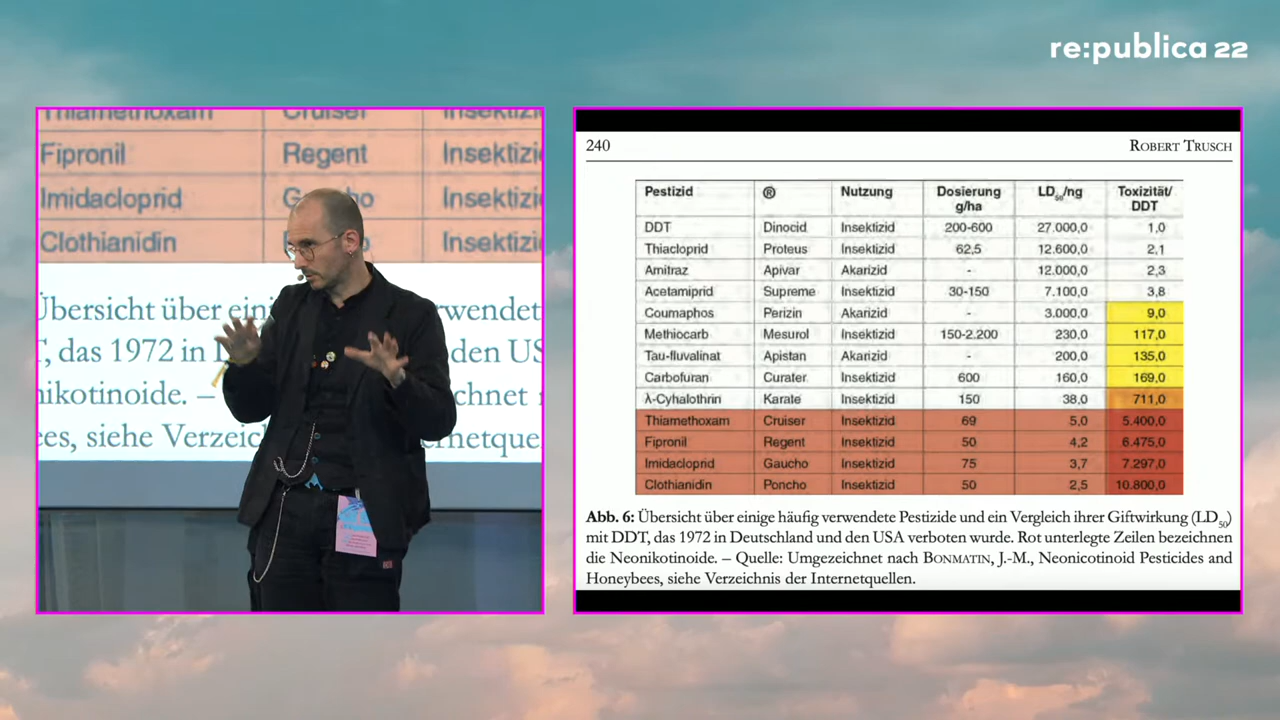 re:publica 22
Thiamethoxam Cruiser Insektizi
Fipronil Regent Insektizi
Imidacloprid Insektizi
Clothianidin Insektizi
Übersicht über eini rwendet
, das 1972 in den US
nikotinoide. –
ees, siehe
240 ROBERT TRUSCH
Pestizid ® Nutzung Dosierung g/ha LD50/ng Toxizität/DDT
DDT Dinocid Insektizid 200-600 27.000,0 1,0
Thiacloprid Proteus Insektizid 62,5 12.600,0 2,1
Amitraz Apivar Akarizid - 12.000,0 2,3
Acetamiprid Supreme Insektizid 30-150 7.100,0 3,8
Coumaphos Perizin Akarizid - 3.000,0 9,0
Methiocarb Mesurol Insektizid 150-2.200 230,0 117,0
Tau-fluvalinat Apistan Akarizid - 200,0 135,0
Carbofuran Curater Insektizid 600 160,0 169,0
λ-Cyhalothrin Karate Insektizid 150 38,0 711,0
Thiamethoxam Cruiser Insektizid 69 5,0 5.400,0
Fipronil Regent Insektizid 50 4,2 6.475,0
Imidacloprid Gaucho Insektizid 75 3,7 7.297,0
Clothianidin Poncho Insektizid 50 2,5 10.800,0
Abb. 6: Übersicht über einige häufig verwendete Pestizide und ein Vergleich ihrer Giftwirkung (LD50)
mit DDT, das 1972 in Deutschland und den USA verboten wurde. Rot unterlegte Zeilen bezeichnen
die Neonikotinoide. – Quelle: Umgezeichnet nach BONMATIN, J.-M., Neonicotinoid Pesticides and
Honeybees, siehe Verzeichnis der Internetquellen.